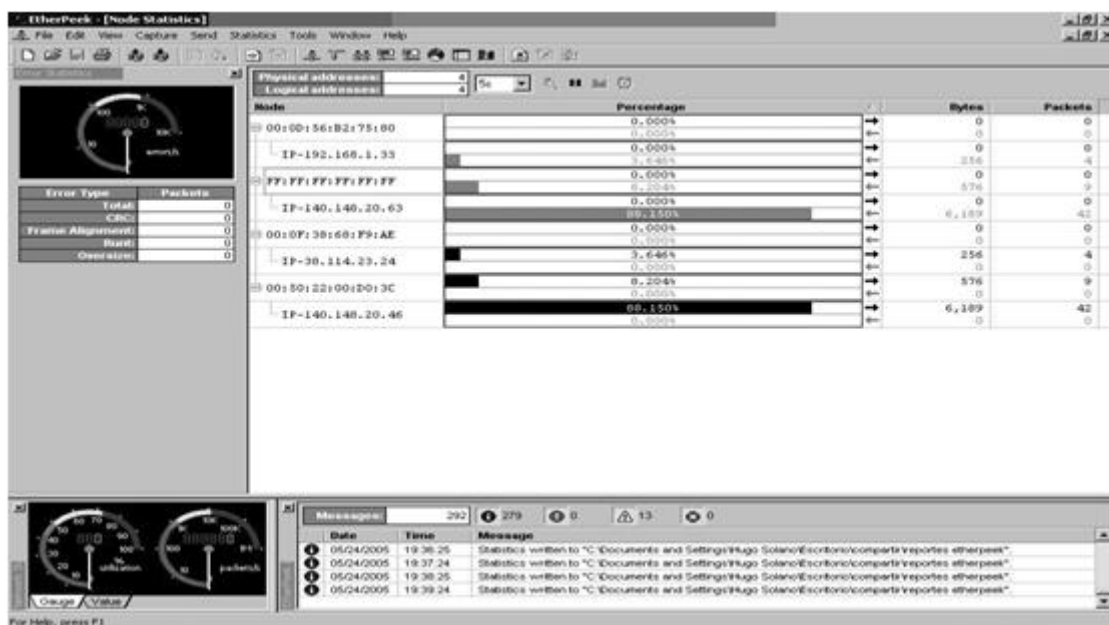 EtherPeek - [Node Statistics]
File Edit View Capture Send Statistics Tools Window Help
Error Statistics
Physical addresses: 4
Logical addresses: 4
5s
Node Percentage Bytes Packets
00:0D:56:B2:75:80 0.000% 0 0
0.000% 0 0
IP-192.168.1.33 0.000% 0 0
3.646% 256 4
FF:FF:FF:FF:FF:FF 0.000% 0 0
8.204% 576 9
IP-140.148.20.63 0.000% 0 0
88.150% 6,189 42
00:0F:38:68:F9:AE 0.000% 0 0
0.000% 0 0
IP-38.114.23.24 3.646% 256 4
0.000% 0 0
00:50:22:00:D0:3C 8.204% 576 9
0.000% 0 0
IP-140.148.20.46 88.150% 6,189 42
0.000% 0 0
errors/s
Error Type Packets
Total: 0
CRC: 0
Frame Alignment: 0
Runt: 0
Oversize: 0
% utilization
packets/s
Gauge Value
Messages: 292 279 0 13 0
Date Time Message
05/24/2005 19:36:25 Statistics written to "C:\Documents and Settings\Hugo Solano\Escritorio\compartir\reportes etherpeek".
05/24/2005 19:37:24 Statistics written to "C:\Documents and Settings\Hugo Solano\Escritorio\compartir\reportes etherpeek".
05/24/2005 19:38:25 Statistics written to "C:\Documents and Settings\Hugo Solano\Escritorio\compartir\reportes etherpeek".
05/24/2005 19:39:24 Statistics written to "C:\Documents and Settings\Hugo Solano\Escritorio\compartir\reportes etherpeek".
For Help, press F1